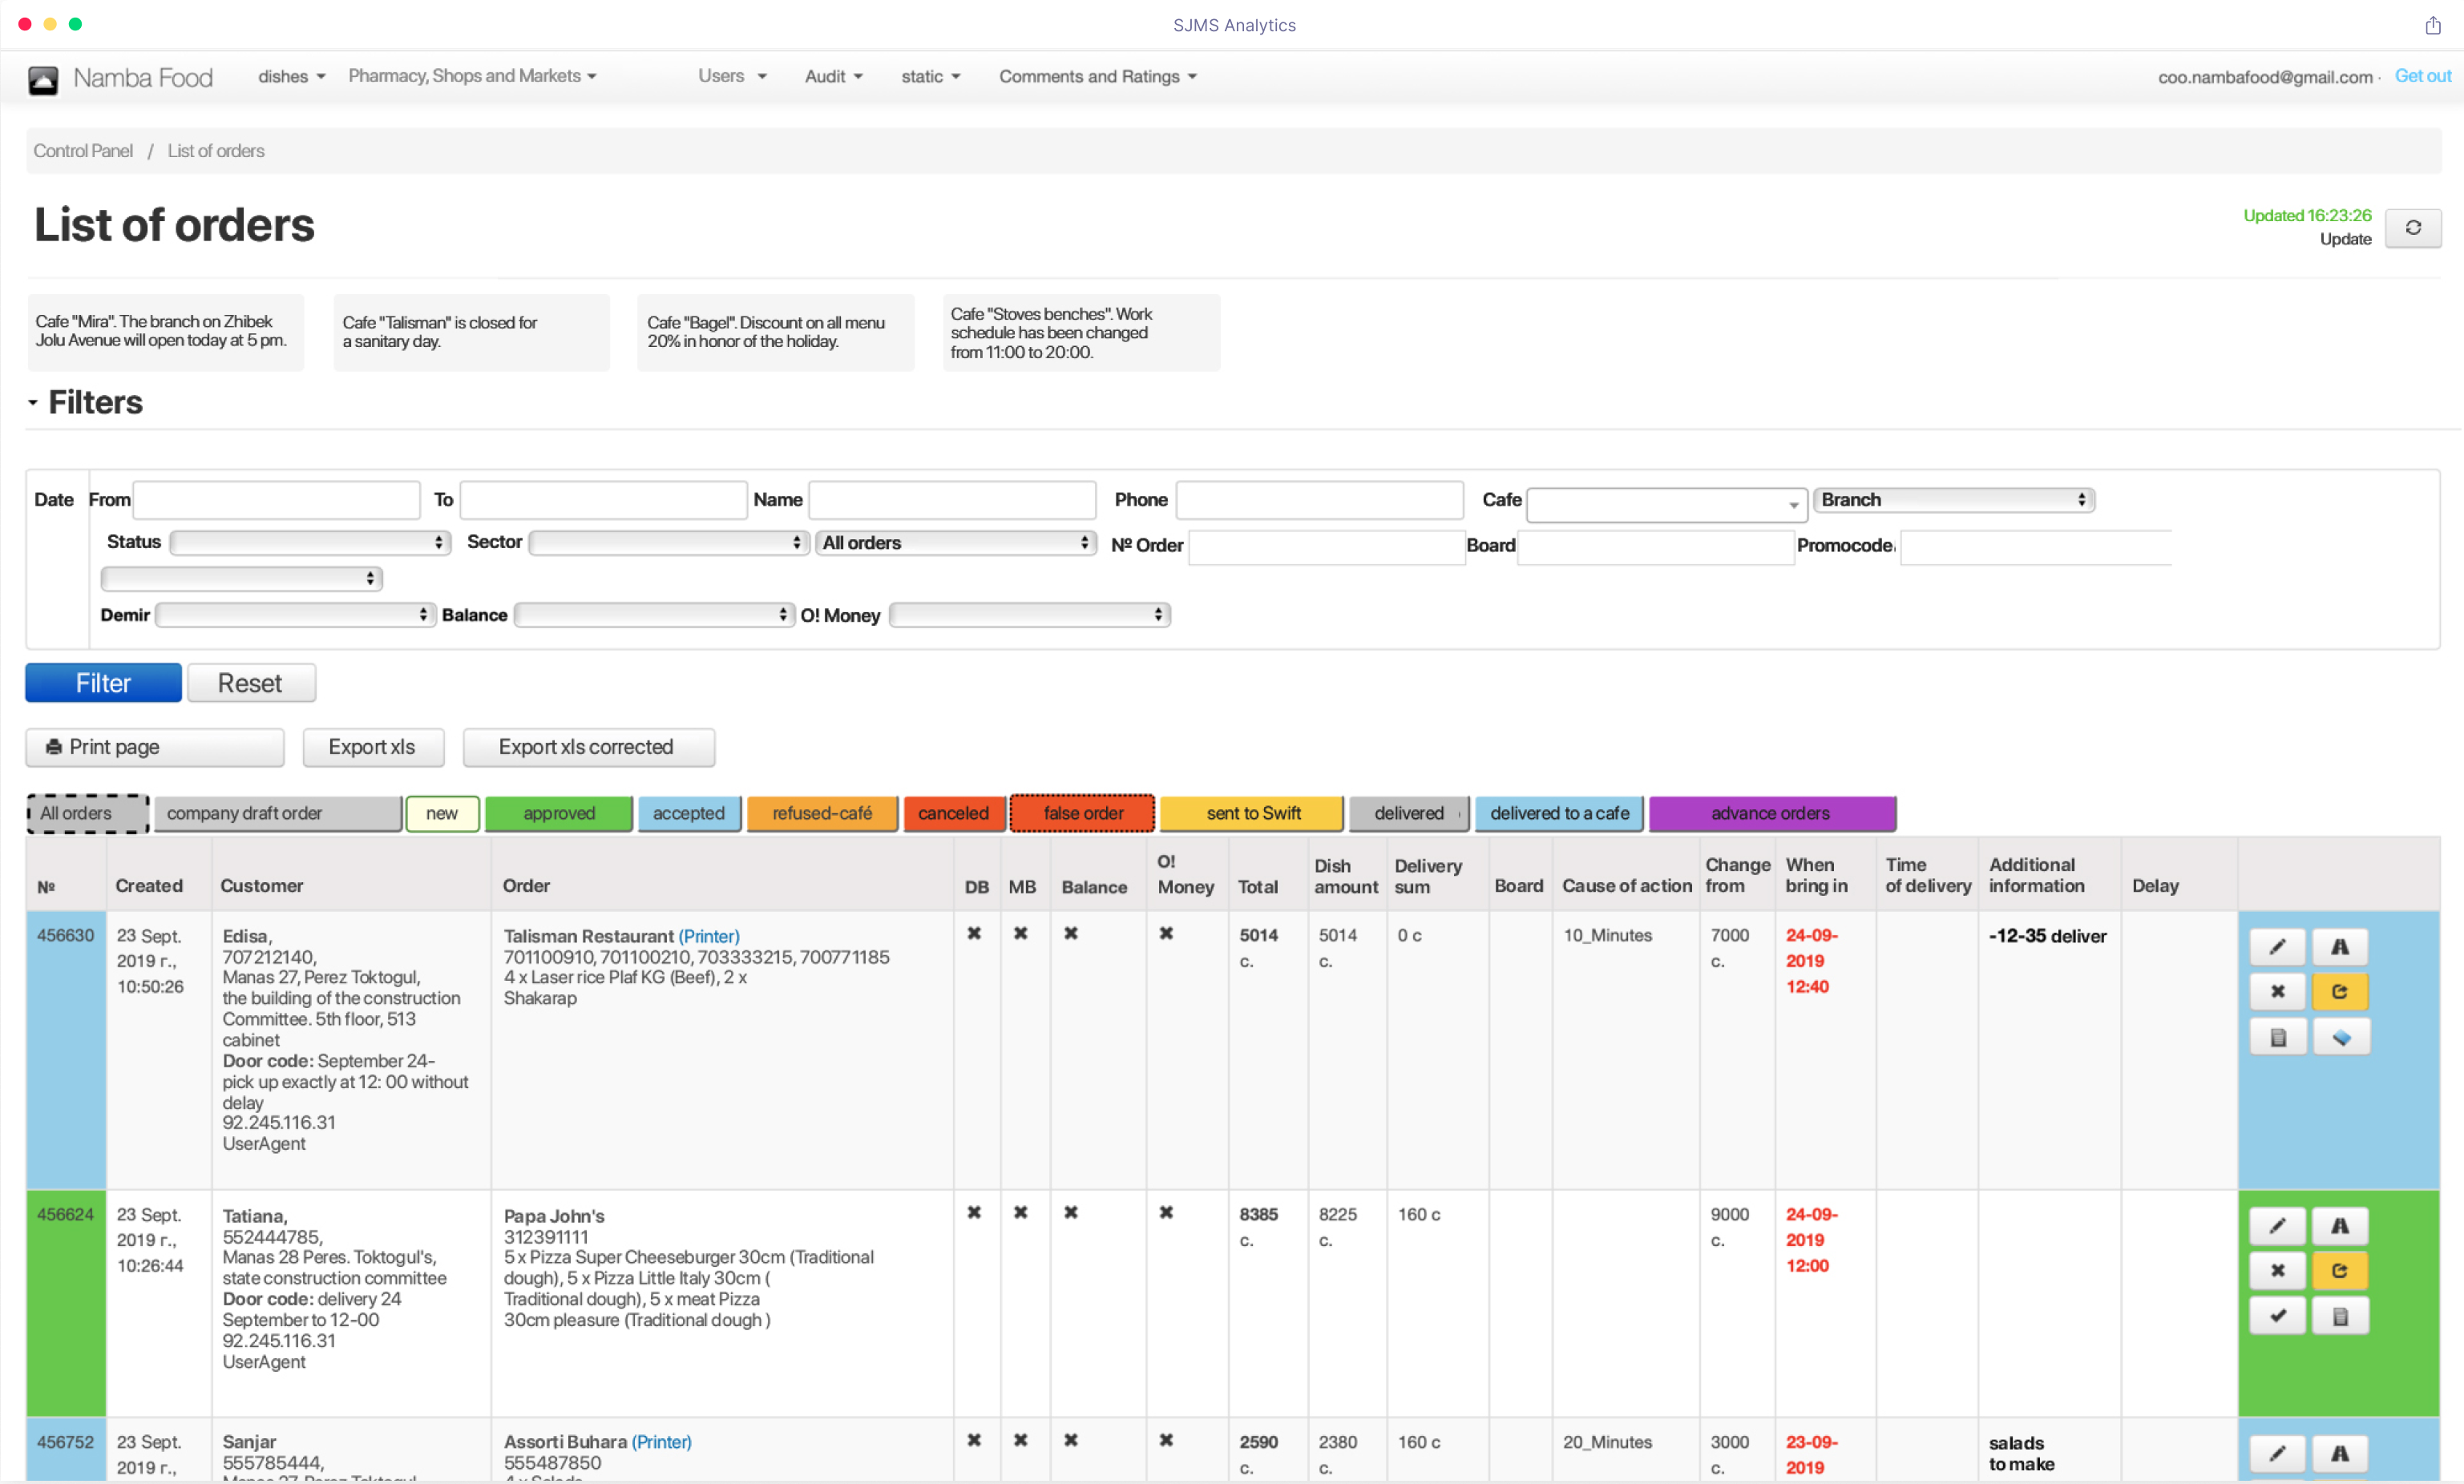 SJMS Analytics
Namba Food
dishes
Pharmacy, Shops and Markets
Users
Audit
static
Comments and Ratings
coo.nambafood@gmail.com ·
Get out
Control Panel / List of orders
List of orders
Updated 16:23:26
Update
Cafe "Mira". The branch on Zhibek
Jolu Avenue will open today at 5 pm.
Cafe "Talisman" is closed for
a sanitary day.
Cafe "Bagel". Discount on all menu
20% in honor of the holiday.
Cafe "Stoves benches". Work
schedule has been changed
from 11:00 to 20:00.
Filters
Date From To Name Phone Cafe Branch
Status Sector All orders № Order Board Promocode
Demir Balance O! Money
Filter Reset
Print page Export xls Export xls corrected
All orders company draft order new approved accepted refused-café canceled false order sent to Swift delivered delivered to a cafe advance orders
№
Created
Customer
Order
DB
MB
Balance
O!
Money
Total
Dish
amount
Delivery
sum
Board
Cause of action
Change
from
When
bring in
Time
of delivery
Additional
information
Delay
456630
23 Sept.
2019 г.,
10:50:26
Edisa,
707212140,
Manas 27, Perez Toktogul,
the building of the construction
Committee. 5th floor, 513
cabinet
Door code: September 24-
pick up exactly at 12: 00 without
delay
92.245.116.31
UserAgent
Talisman Restaurant (Printer)
701100910, 701100210, 703333215, 700771185
4 x Laser rice Plaf KG (Beef), 2 x
Shakarap
5014
c.
5014
c.
0 c
10_Minutes
7000
c.
24-09-
2019
12:40
-12-35 deliver
456624
23 Sept.
2019 г.,
10:26:44
Tatiana,
552444785,
Manas 28 Peres. Toktogul's,
state construction committee
Door code: delivery 24
September to 12-00
92.245.116.31
UserAgent
Papa John's
312391111
5 x Pizza Super Cheeseburger 30cm (Traditional
dough), 5 x Pizza Little Italy 30cm (
Traditional dough), 5 x meat Pizza
30cm pleasure (Traditional dough )
8385
c.
8225
c.
160 c
9000
c.
24-09-
2019
12:00
456752
23 Sept.
2019 г.,
Sanjar
555785444,
Manas 27, Perez Toktogul
Assorti Buhara (Printer)
555487850
4 x Salads
2590
c.
2380
c.
160 c
20_Minutes
3000
c.
23-09-
2019
salads
to make